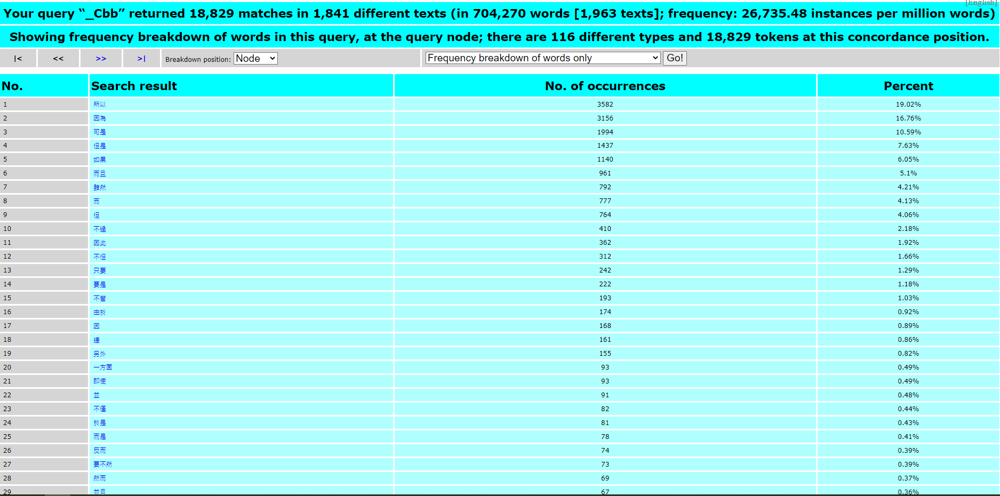 [English]
Your query “_Cbb” returned 18,829 matches in 1,841 different texts (in 704,270 words [1,963 texts]; frequency: 26,735.48 instances per million words)
Showing frequency breakdown of words in this query, at the query node; there are 116 different types and 18,829 tokens at this concordance position.
|< << >> >| Breakdown position: Node Frequency breakdown of words only Go!
No. Search result No. of occurrences Percent
1 所以 3582 19.02%
2 因為 3156 16.76%
3 可是 1994 10.59%
4 但是 1437 7.63%
5 如果 1140 6.05%
6 而且 961 5.1%
7 雖然 792 4.21%
8 而 777 4.13%
9 但 764 4.06%
10 不過 410 2.18%
11 因此 362 1.92%
12 不但 312 1.66%
13 只要 242 1.29%
14 要是 222 1.18%
15 不管 193 1.03%
16 由於 174 0.92%
17 因 168 0.89%
18 連 161 0.86%
19 另外 155 0.82%
20 一方面 93 0.49%
21 即使 93 0.49%
22 並 91 0.48%
23 不僅 82 0.44%
24 於是 81 0.43%
25 而是 78 0.41%
26 反而 74 0.39%
27 要不然 73 0.39%
28 然而 69 0.37%
29 並且 67 0.36%